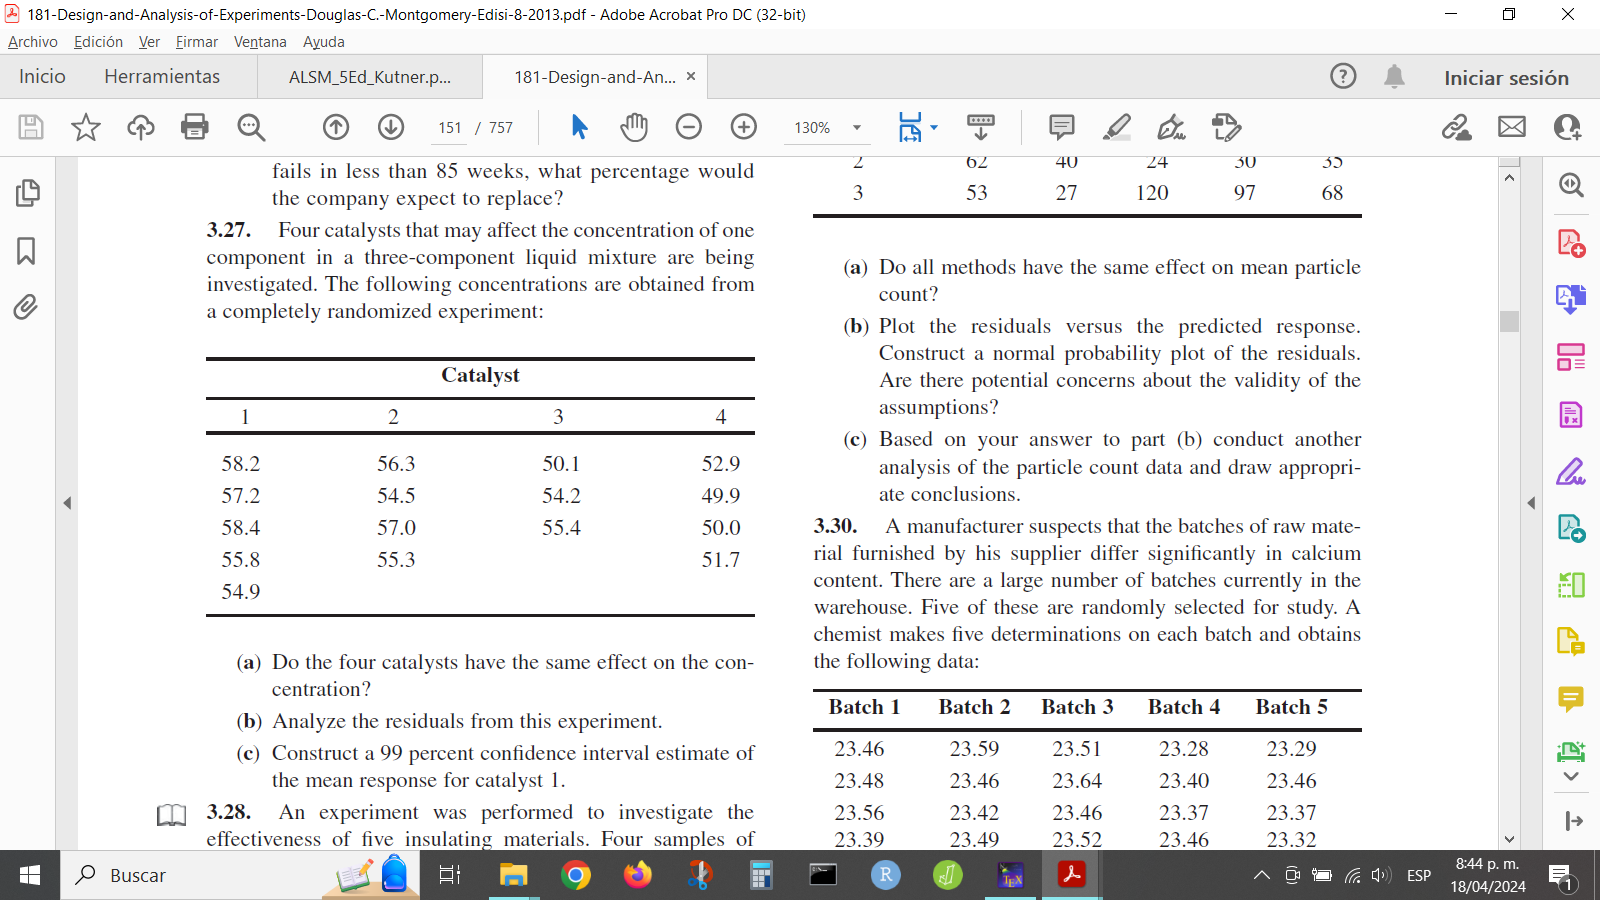 181-Design-and-Analysis-of-Experiments-Douglas-C.-Montgomery-Edisi-8-2013.pdf - Adobe Acrobat Pro DC (32-bit)
Archivo Edición Ver Firmar Ventana Ayuda
Inicio Herramientas ALSM_5Ed_Kutner.p... 181-Design-and-An... × Iniciar sesión
151 / 757 130%
fails in less than 85 weeks, what percentage would
the company expect to replace?
3.27. Four catalysts that may affect the concentration of one
component in a three-component liquid mixture are being
investigated. The following concentrations are obtained from
a completely randomized experiment:
Catalyst
1 2 3 4
58.2 56.3 50.1 52.9
57.2 54.5 54.2 49.9
58.4 57.0 55.4 50.0
55.8 55.3 51.7
54.9
(a) Do the four catalysts have the same effect on the con-
centration?
(b) Analyze the residuals from this experiment.
(c) Construct a 99 percent confidence interval estimate of
the mean response for catalyst 1.
3.28. An experiment was performed to investigate the
effectiveness of five insulating materials. Four samples of
2 62 40 24 30 35
3 53 27 120 97 68
(a) Do all methods have the same effect on mean particle
count?
(b) Plot the residuals versus the predicted response.
Construct a normal probability plot of the residuals.
Are there potential concerns about the validity of the
assumptions?
(c) Based on your answer to part (b) conduct another
analysis of the particle count data and draw appropri-
ate conclusions.
3.30. A manufacturer suspects that the batches of raw mate-
rial furnished by his supplier differ significantly in calcium
content. There are a large number of batches currently in the
warehouse. Five of these are randomly selected for study. A
chemist makes five determinations on each batch and obtains
the following data:
Batch 1 Batch 2 Batch 3 Batch 4 Batch 5
23.46 23.59 23.51 23.28 23.29
23.48 23.46 23.64 23.40 23.46
23.56 23.42 23.46 23.37 23.37
23.39 23.49 23.52 23.46 23.32
Buscar
ESP
8:44 p. m.
18/04/2024
1